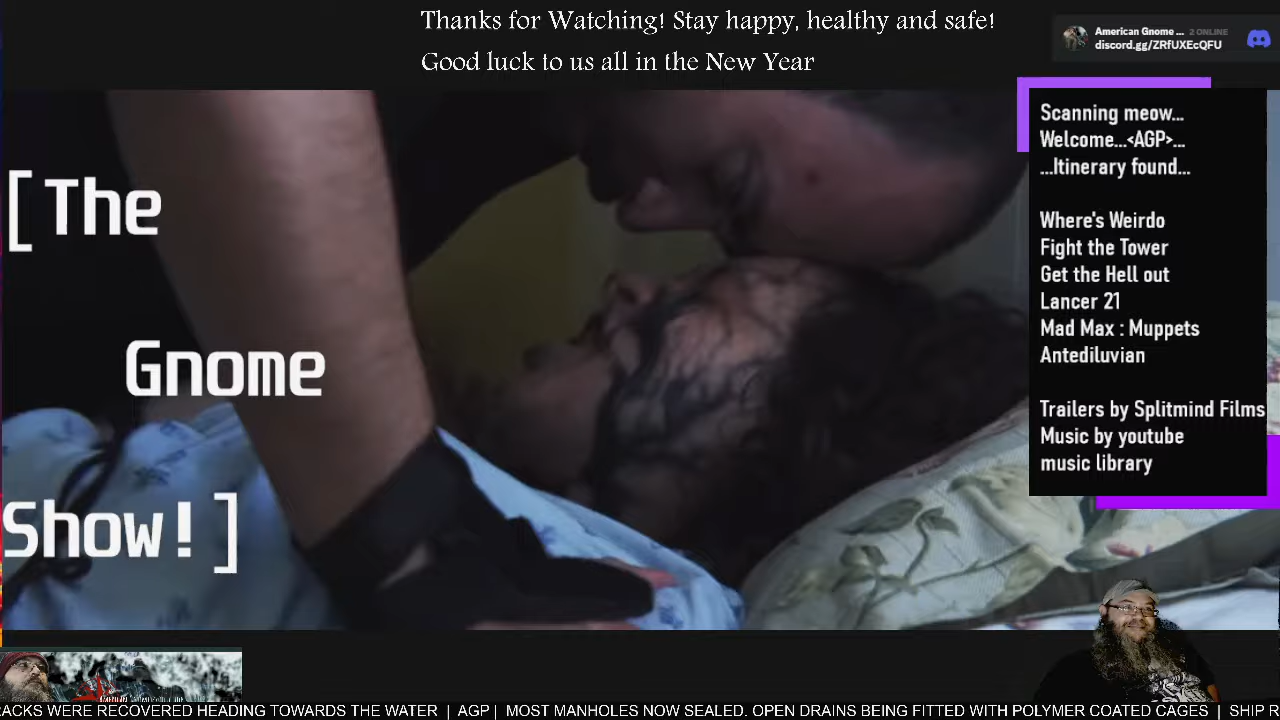 Thanks for Watching! Stay happy, healthy and safe!
Good luck to us all in the New Year
American Gnome ... 2 ONLINE
discord.gg/ZRfUXEcQFU
[The
Gnome
Show!]
Scanning meow...
Welcome...<AGP>...
...Itinerary found...
Where's Weirdo
Fight the Tower
Get the Hell out
Lancer 21
Mad Max : Muppets
Antediluvian
Trailers by Splitmind Films
Music by youtube
music library
RACKS WERE RECOVERED HEADING TOWARDS THE WATER | AGP | MOST MANHOLES NOW SEALED. OPEN DRAINS BEING FITTED WITH POLYMER COATED CAGES | SHIP R